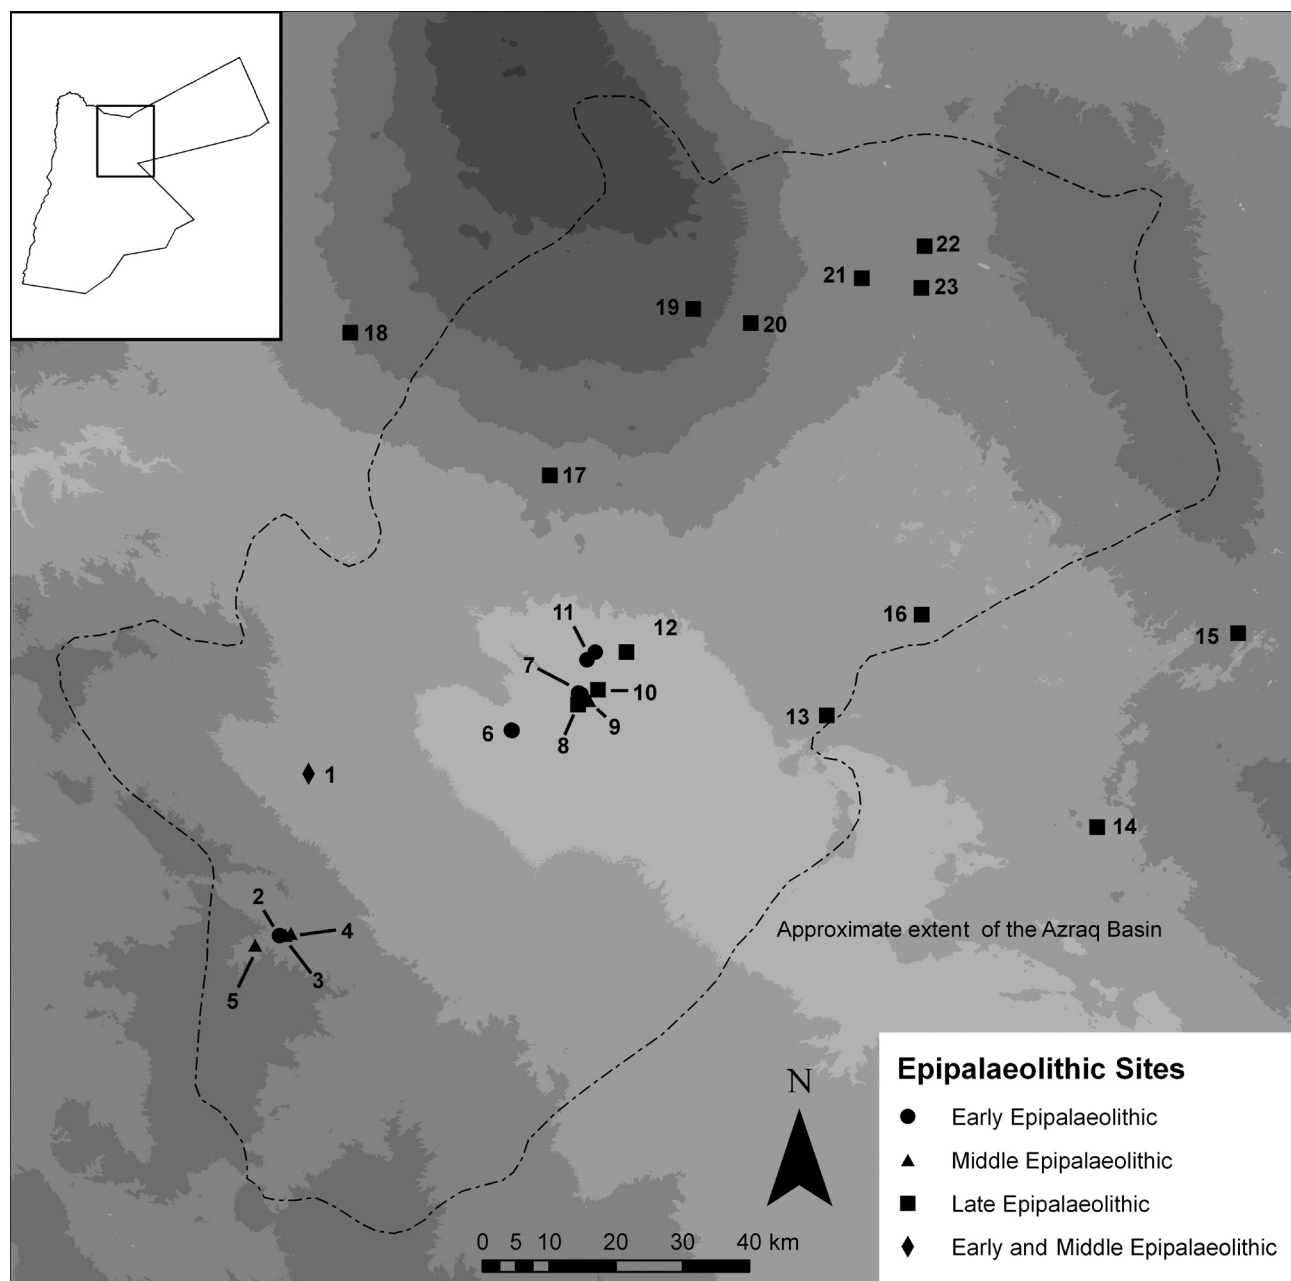 22
21
23
19
20
18
17
11
12
16
15
7
10
9
13
6
8
1
14
2
4
Approximate extent of the Azraq Basin
3
5
Epipalaeolithic Sites
N
Early Epipalaeolithic
Middle Epipalaeolithic
Late Epipalaeolithic
0 5 10 20 30 40 km
Early and Middle Epipalaeolithic